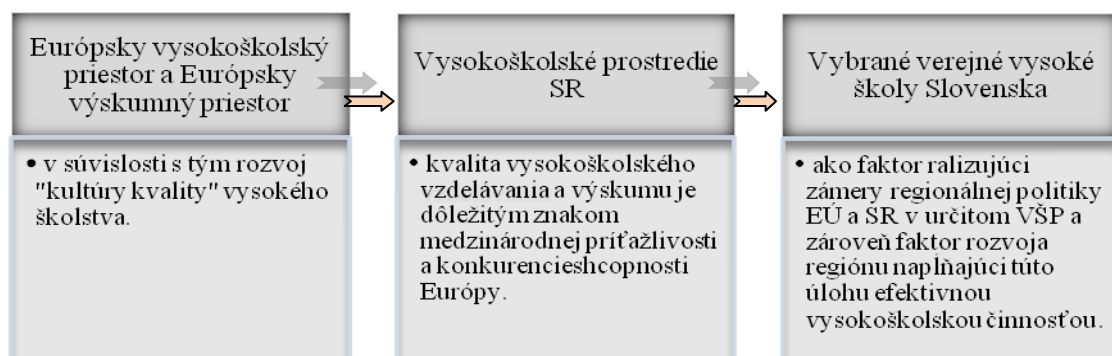 Európsky vysokoškolský
priestor a Európsky
výskumný priestor
• v súvislosti s tým rozvoj
"kultúry kvality" vysokého
školstva.
Vysokoškolské prostredie
SR
• kvalita vysokoškolského
vzdelávania a výskumu je
dôležitým znakom
medzinárodnej príťažlivosti
a konkurencieshcopnosti
Európy.
Vybrané verejné vysoké
školy Slovenska
• ako faktor ralizujúci
zámery regionálnej politiky
EÚ a SR v určitom VŠP a
zároveň faktor rozvoja
regiónu napĺňajúci túto
úlohu efektivnou
vysokoškolskou činnosťou.